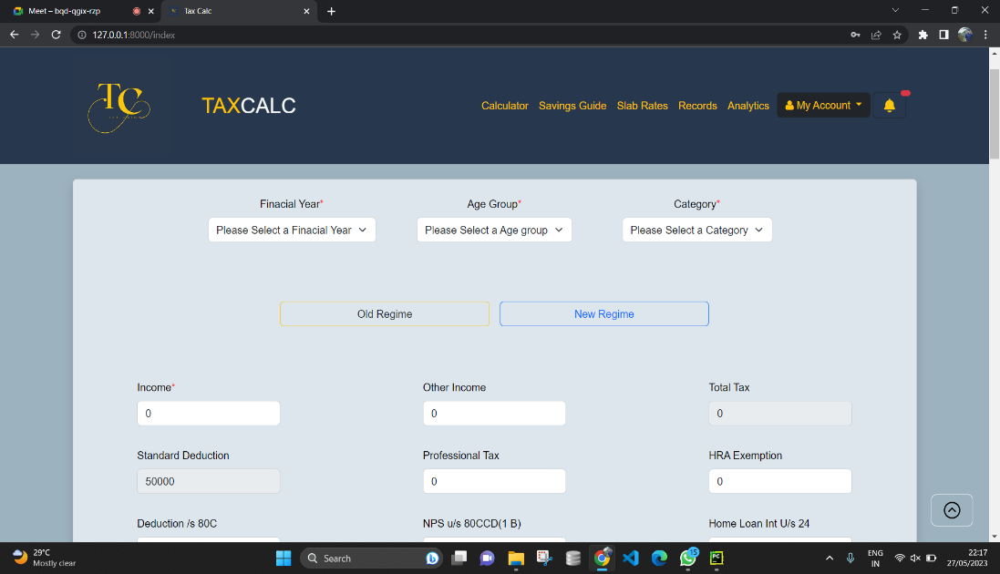 Meet – bqd-qgix-rzp
Tax Calc
127.0.0.1:8000/index
TC
TAXCALC
Calculator Savings Guide Slab Rates Records Analytics My Account
Finacial Year* Age Group* Category*
Please Select a Finacial Year Please Select a Age group Please Select a Category
Old Regime New Regime
Income* Other Income Total Tax
0 0 0
Standard Deduction Professional Tax HRA Exemption
50000 0 0
Deduction /s 80C NPS u/s 80CCD(1 B) Home Loan Int U/s 24
29°C
Mostly clear
Search
15
PC
ENG
IN
22:17
27/05/2023